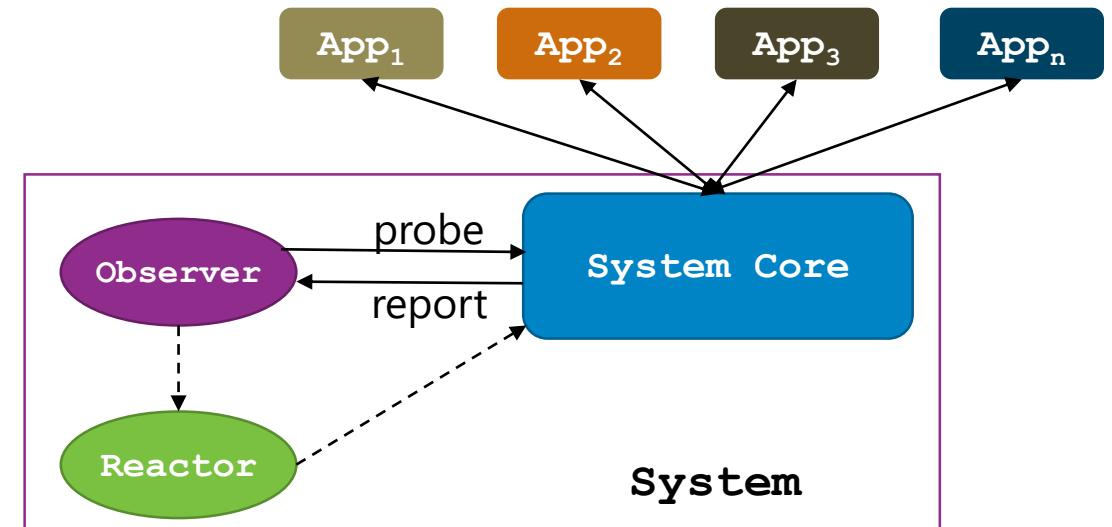 App₁
App₂
App₃
Appₙ
probe
Observer
System Core
report
Reactor
System